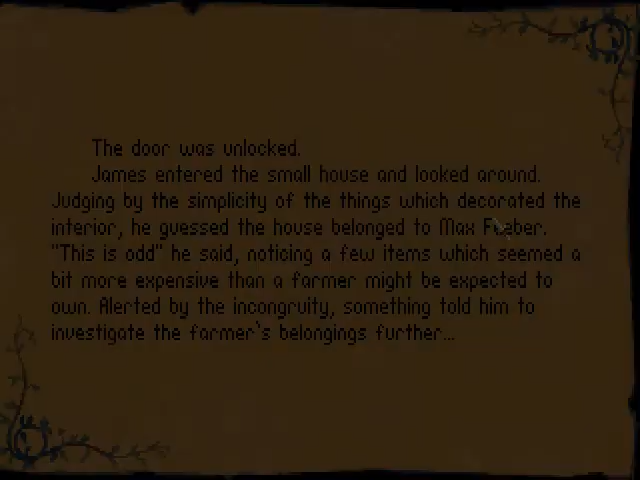 The door was unlocked.
James entered the small house and looked around.
Judging by the simplicity of the things which decorated the
interior, he guessed the house belonged to Max Feeber.
"This is odd" he said, noticing a few items which seemed a
bit more expensive than a farmer might be expected to
own. Alerted by the incongruity, something told him to
investigate the farmer's belongings further...